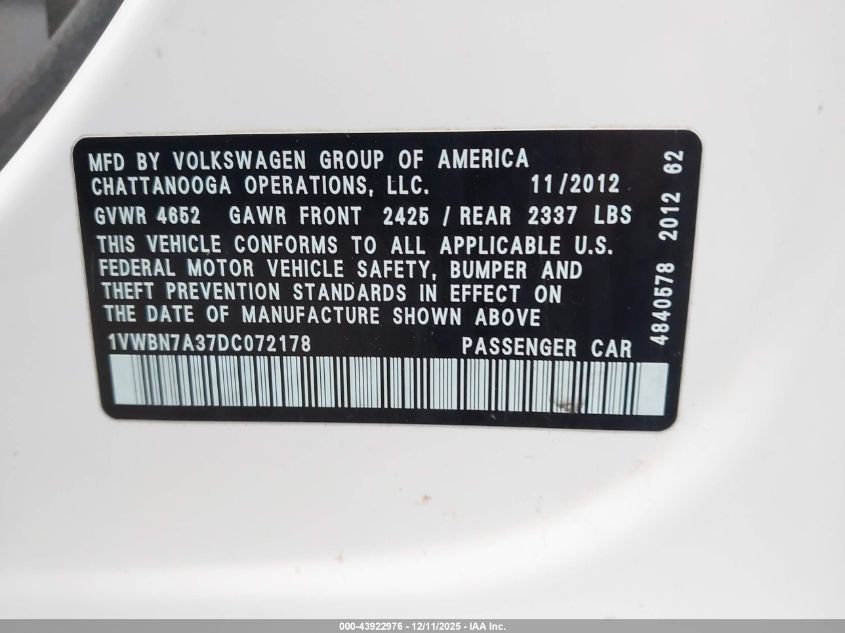 MFD BY VOLKSWAGEN GROUP OF AMERICA
CHATTANOOGA OPERATIONS, LLC. 11/2012
GVWR 4652 GAWR FRONT 2425 / REAR 2337 LBS
THIS VEHICLE CONFORMS TO ALL APPLICABLE U.S.
FEDERAL MOTOR VEHICLE SAFETY, BUMPER AND
THEFT PREVENTION STANDARDS IN EFFECT ON
THE DATE OF MANUFACTURE SHOWN ABOVE
1VWBN7A37DC072178 PASSENGER CAR
4840578 2012 62
000-43922976 - 12/11/2025 - IAA Inc.